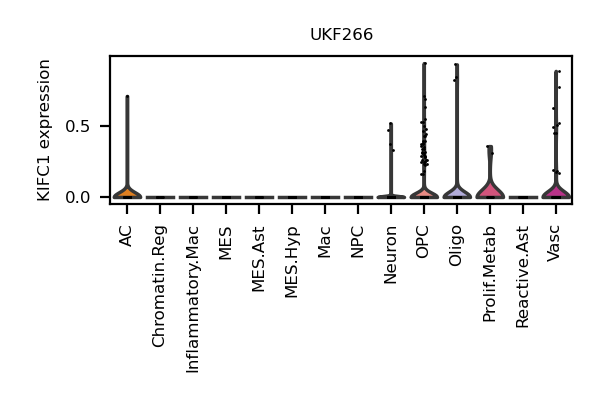 UKF266
KIFC1 expression
0.5
0.0
AC
Chromatin.Reg
Inflammatory.Mac
MES
MES.Ast
MES.Hyp
Mac
NPC
Neuron
OPC
Oligo
Prolif.Metab
Reactive.Ast
Vasc